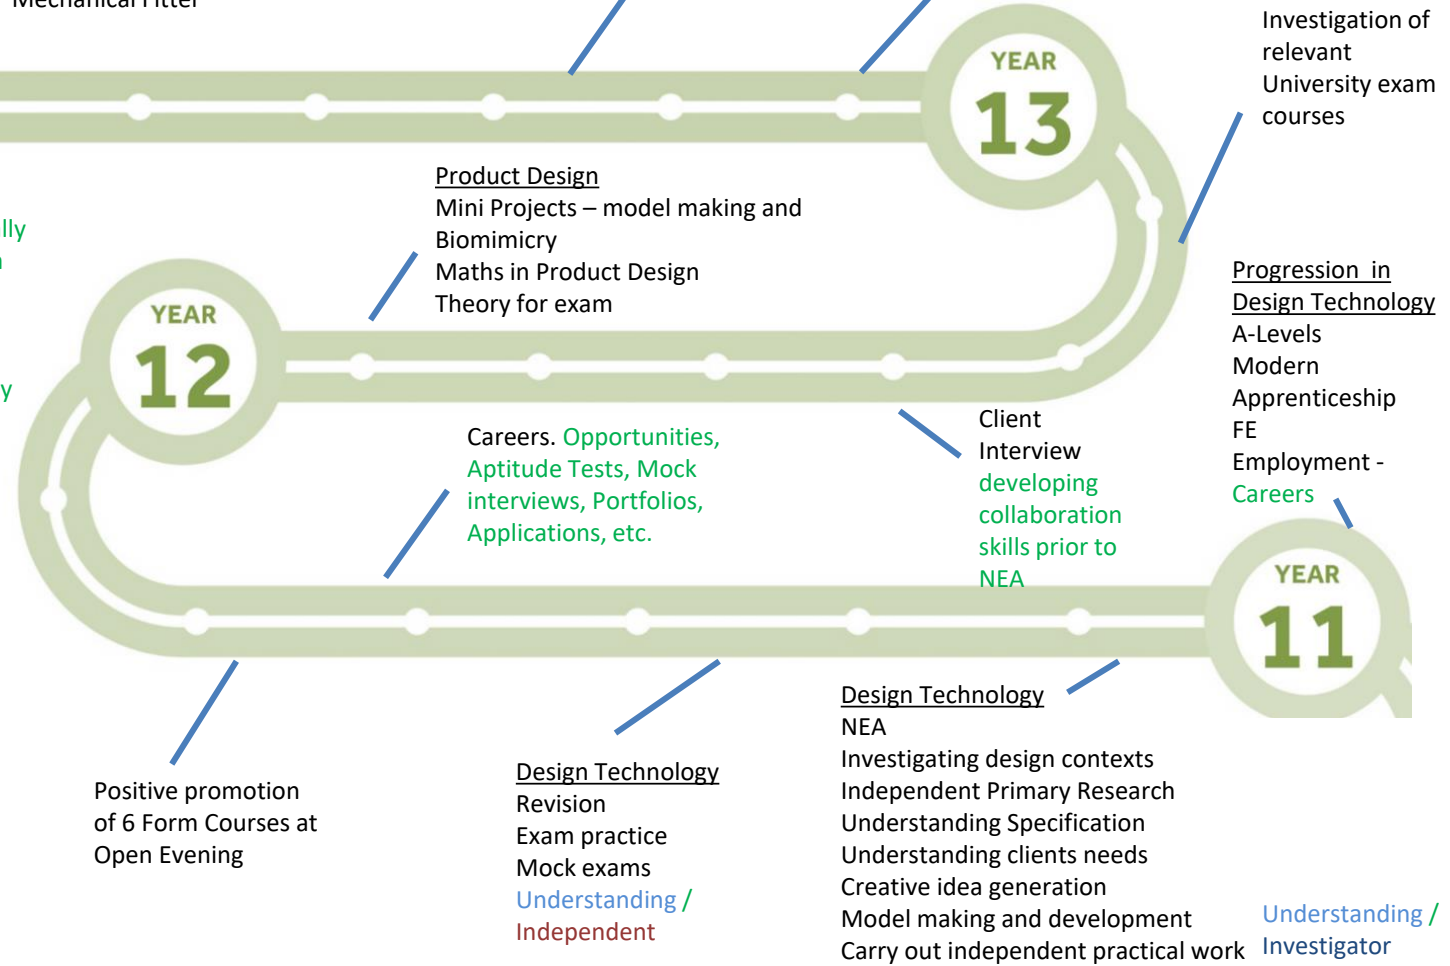 Mechanical Fitter
Investigation of
relevant
University exam
courses
YEAR
13
Product Design
Mini Projects – model making and
Biomimicry
Maths in Product Design
Theory for exam
lly
y
YEAR
12
Progression in
Design Technology
A-Levels
Modern
Apprenticeship
FE
Employment -
Careers
Careers. Opportunities,
Aptitude Tests, Mock
interviews, Portfolios,
Applications, etc.
Client
Interview
developing
collaboration
skills prior to
NEA
YEAR
11
Positive promotion
of 6 Form Courses at
Open Evening
Design Technology
Revision
Exam practice
Mock exams
Understanding /
Independent
Design Technology
NEA
Investigating design contexts
Independent Primary Research
Understanding Specification
Understanding clients needs
Creative idea generation
Model making and development
Carry out independent practical work
Understanding /
Investigator